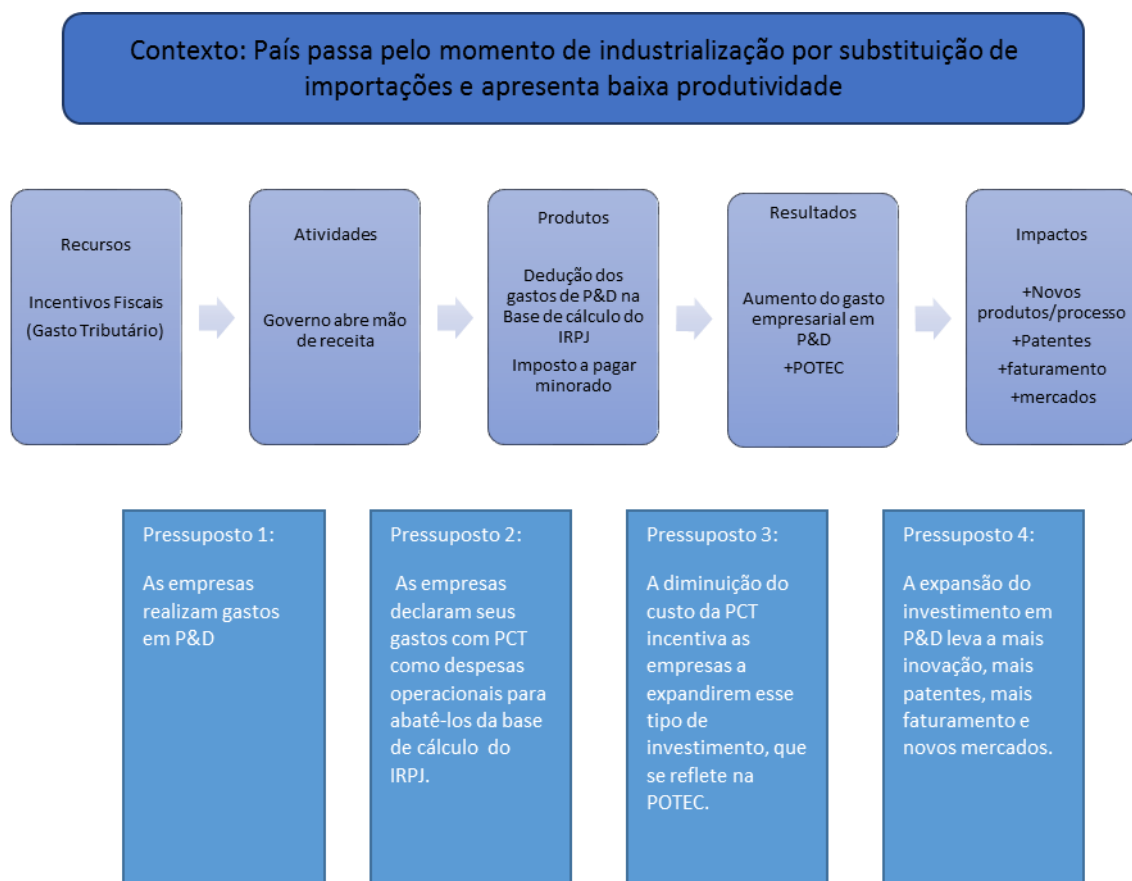 Contexto: País passa pelo momento de industrialização por substituição de
importações e apresenta baixa produtividade
Recursos
Incentivos Fiscais
(Gasto Tributário)
Atividades
Governo abre mão
de receita
Produtos
Dedução dos
gastos de P&D na
Base de cálculo do
IRPJ
Imposto a pagar
minorado
Resultados
Aumento do gasto
empresarial em
P&D
+POTEC
Impactos
+Novos
produtos/processo
+Patentes
+faturamento
+mercados
Pressuposto 1:
As empresas
realizam gastos
em P&D
Pressuposto 2:
As empresas
declaram seus
gastos com PCT
como despesas
operacionais para
abatê-los da base
de cálculo do
IRPJ.
Pressuposto 3:
A diminuição do
custo da PCT
incentiva as
empresas a
expandirem esse
tipo de
investimento, que
se reflete na
POTEC.
Pressuposto 4:
A expansão do
investimento em
P&D leva a mais
inovação, mais
patentes, mais
faturamento e
novos mercados.